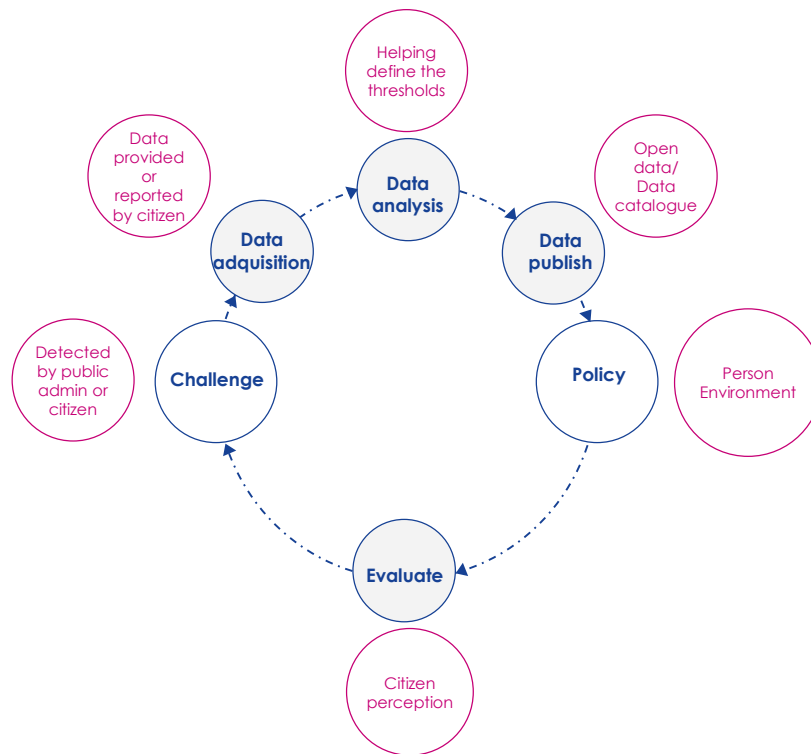 Helping
define the
thresholds
Data
provided
or
reported
by citizen
Open
data/
Data
catalogue
Data
analysis
Data
adquisition
Data
publish
Detected
by public
admin or
citizen
Challenge
Policy
Person
Environment
Evaluate
Citizen
perception